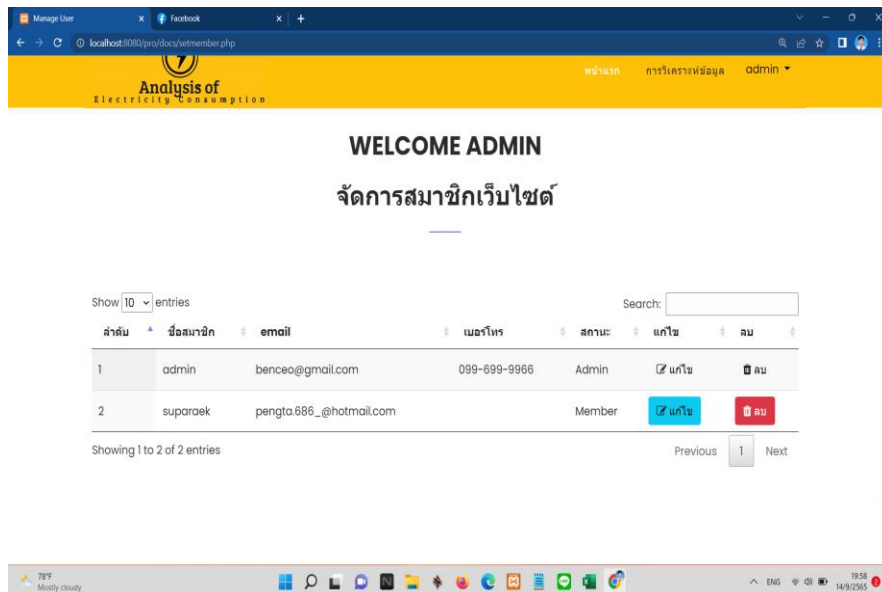 Manage User
Facebook
localhost:8080/pro/docs/setmember.php
Analysis of
Electricity Consumption
หน้าแรก การวิเคราะห์ข้อมูล admin
WELCOME ADMIN
จัดการสมาชิกเว็บไซต์
Show 10 entries
Search:
ลำดับ ชื่อสมาชิก email เบอร์โทร สถานะ แก้ไข ลบ
1 admin benceo@gmail.com 099-699-9966 Admin แก้ไข ลบ
2 suparaek pengta.686_@hotmail.com Member แก้ไข ลบ
Showing 1 to 2 of 2 entries
Previous 1 Next
78°F
Mostly cloudy
ENG
19:58
14/9/2565
2